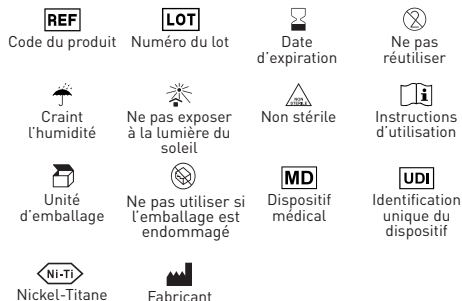 REF
LOT
Code du produit
Numéro du lot
Date
d'expiration
Ne pas
réutiliser
2
NON
STERILE
i
Craint
l'humidité
Ne pas exposer
à la lumière du
soleil
Non stérile
Instructions
d'utilisation
MD
UDI
Unité
d'emballage
Ne pas utiliser si
l'emballage est
endommagé
Dispositif
médical
Identification
unique du
dispositif
Ni-Ti
Nickel-Titane
Fabricant